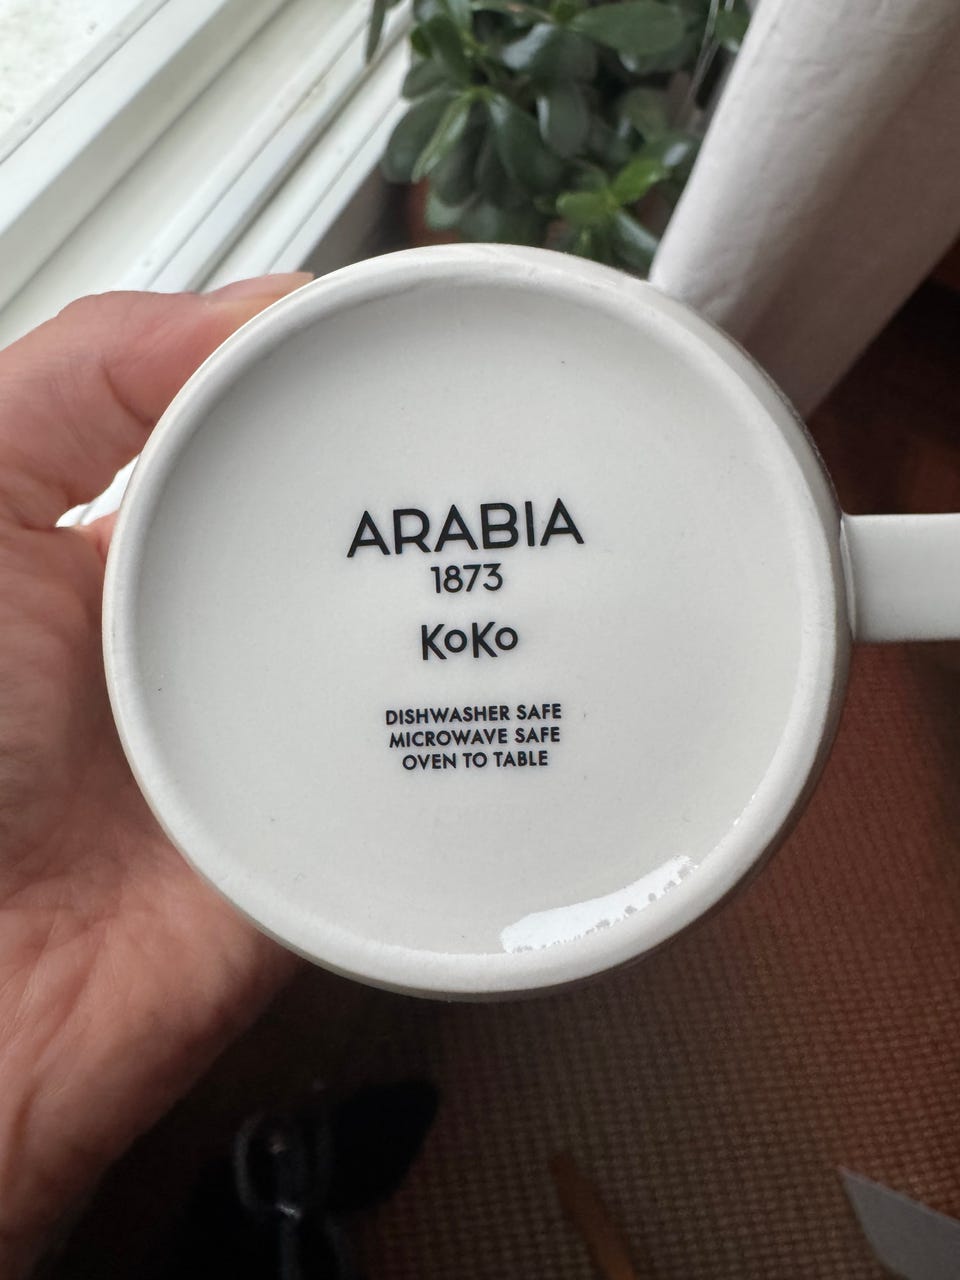 ARABIA
1873
KoKo
DISHWASHER SAFE
MICROWAVE SAFE
OVEN TO TABLE